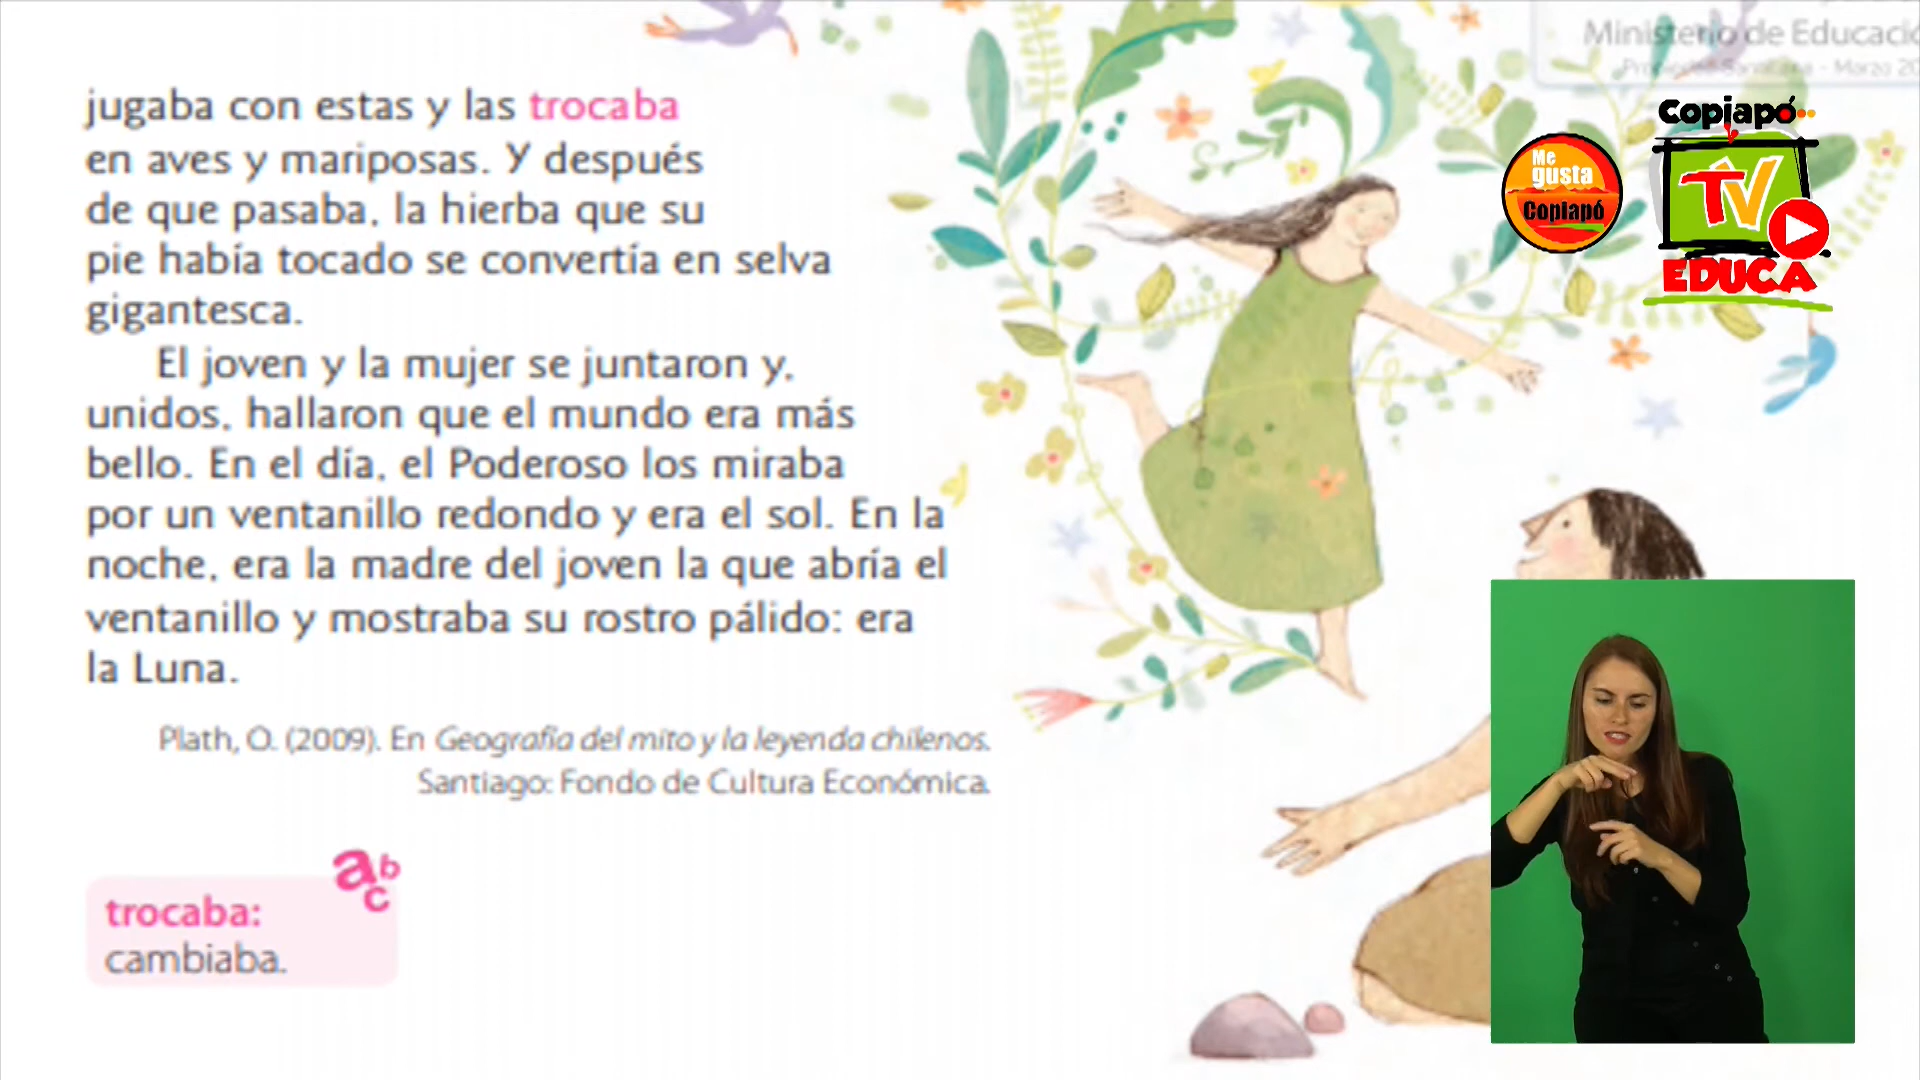 Ministerio de Educació
Propiedad Santillana - Marzo 20
Copiapó
Me
gusta
Copiapó
TV
EDUCA
jugaba con estas y las trocaba
en aves y mariposas. Y después
de que pasaba, la hierba que su
pie había tocado se convertía en selva
gigantesca.
El joven y la mujer se juntaron y,
unidos, hallaron que el mundo era más
bello. En el día, el Poderoso los miraba
por un ventanillo redondo y era el sol. En la
noche, era la madre del joven la que abría el
ventanillo y mostraba su rostro pálido: era
la Luna.
Plath, O. (2009). En Geografía del mito y la leyenda chilenos.
Santiago: Fondo de Cultura Económica.
abc
trocaba:
cambiaba.